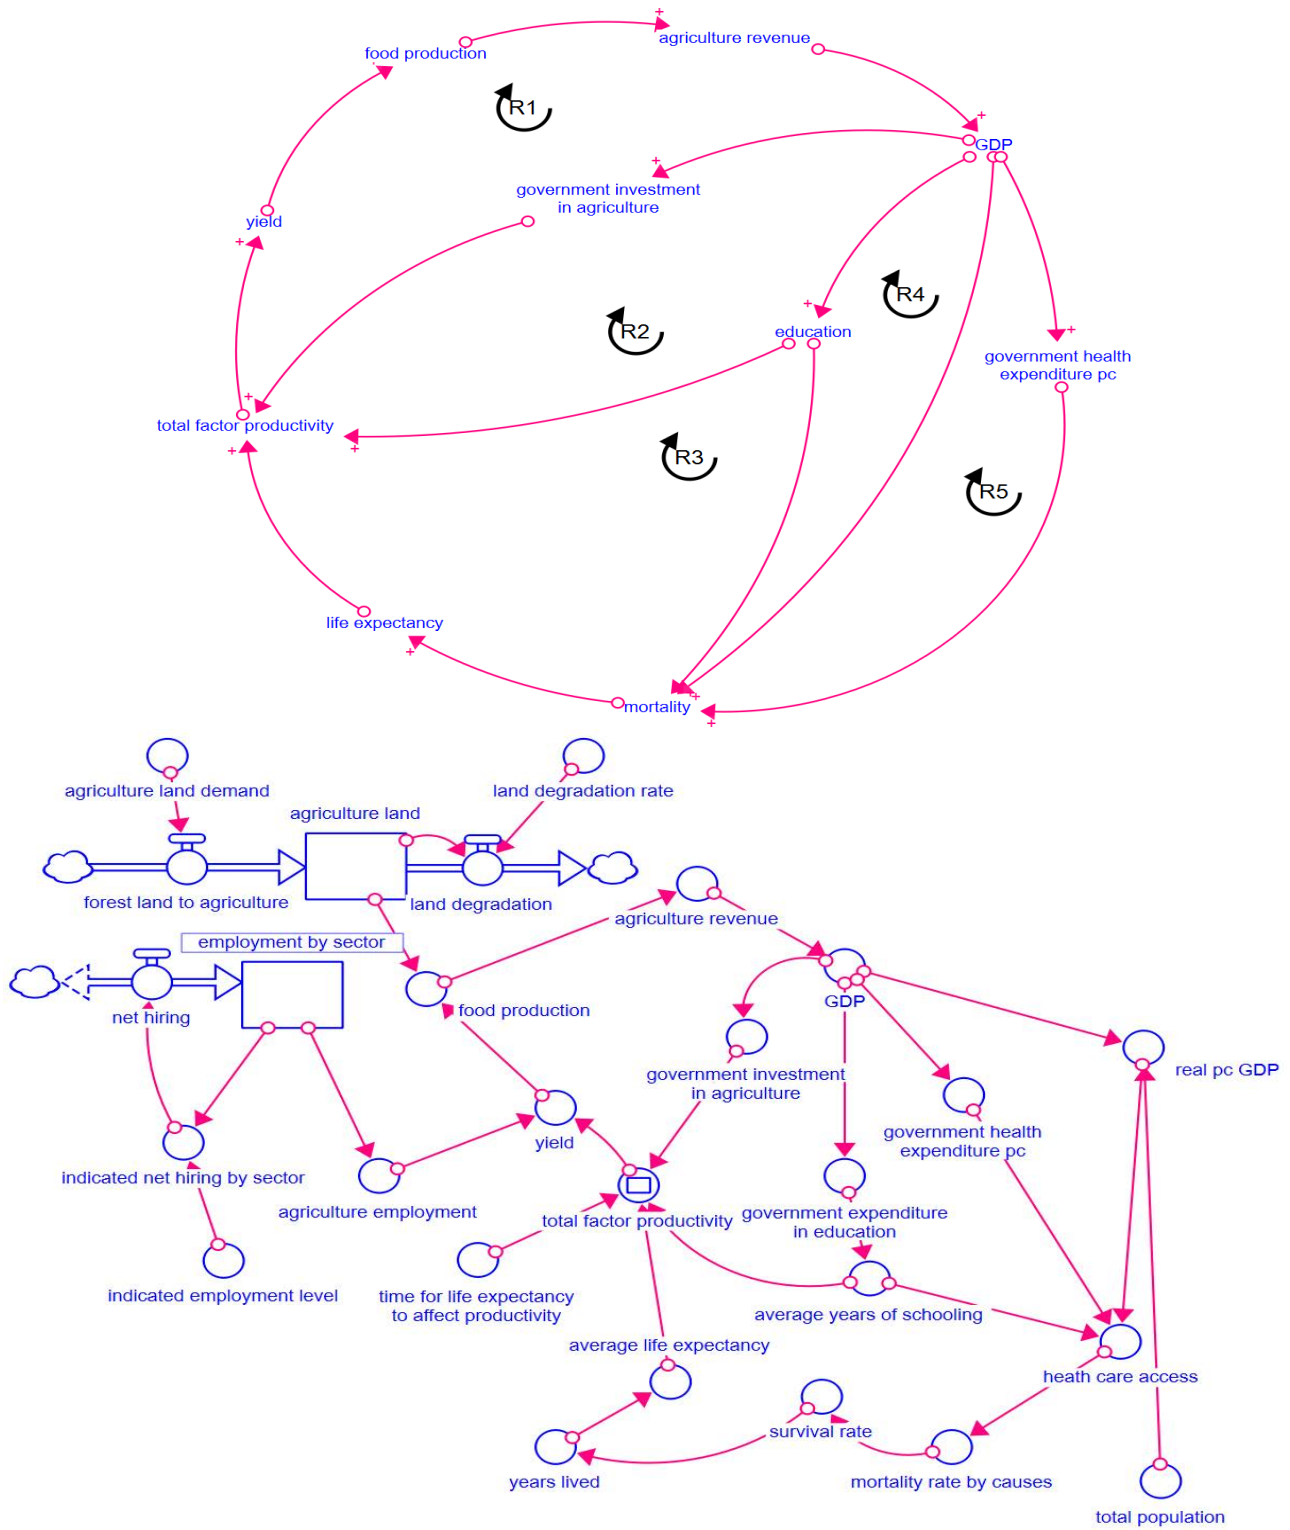 food production
+
agriculture revenue
R1
+
GDP
+
government investment
in agriculture
yield
+
R4
+
education
R2
+
government health
expenditure pc
+
total factor productivity
+
+
R3
R5
life expectancy
+
mortality
+
+
agriculture land demand
land degradation rate
agriculture land
forest land to agriculture
land degradation
agriculture revenue
employment by sector
GDP
food production
net hiring
real pc GDP
government investment
in agriculture
government health
expenditure pc
yield
indicated net hiring by sector
agriculture employment
total factor productivity
government expenditure
in education
indicated employment level
time for life expectancy
to affect productivity
average years of schooling
average life expectancy
heath care access
survival rate
years lived
mortality rate by causes
total population